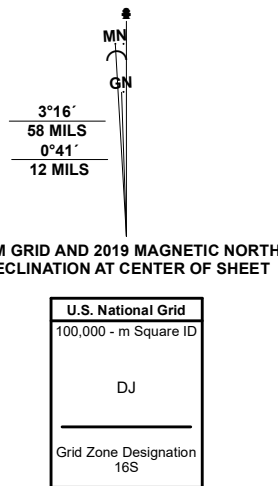 MN
GN
3°16´
58 MILS
0°41´
12 MILS
M GRID AND 2019 MAGNETIC NORTH
ECLINATION AT CENTER OF SHEET
U.S. National Grid
100,000 - m Square ID
DJ
Grid Zone Designation
16S